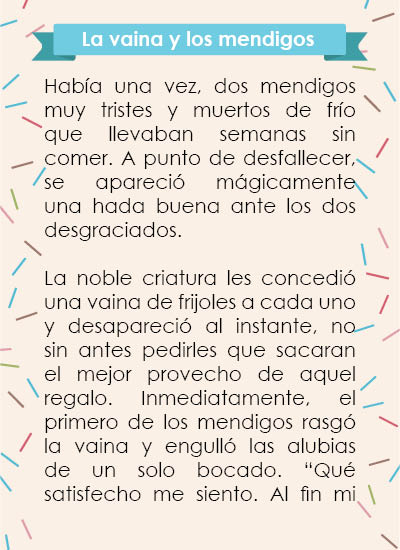 La vaina y los mendigos
Había una vez, dos mendigos
muy tristes y muertos de frío
que llevaban semanas sin
comer. A punto de desfallecer,
se apareció mágicamente
una hada buena ante los dos
desgraciados.
La noble criatura les concedió
una vaina de frijoles a cada uno
y desapareció al instante, no
sin antes pedirles que sacaran
el mejor provecho de aquel
regalo. Inmediatamente, el
primero de los mendigos rasgó
la vaina y engulló las alubias
de un solo bocado. “Qué
satisfecho me siento. Al fin mi